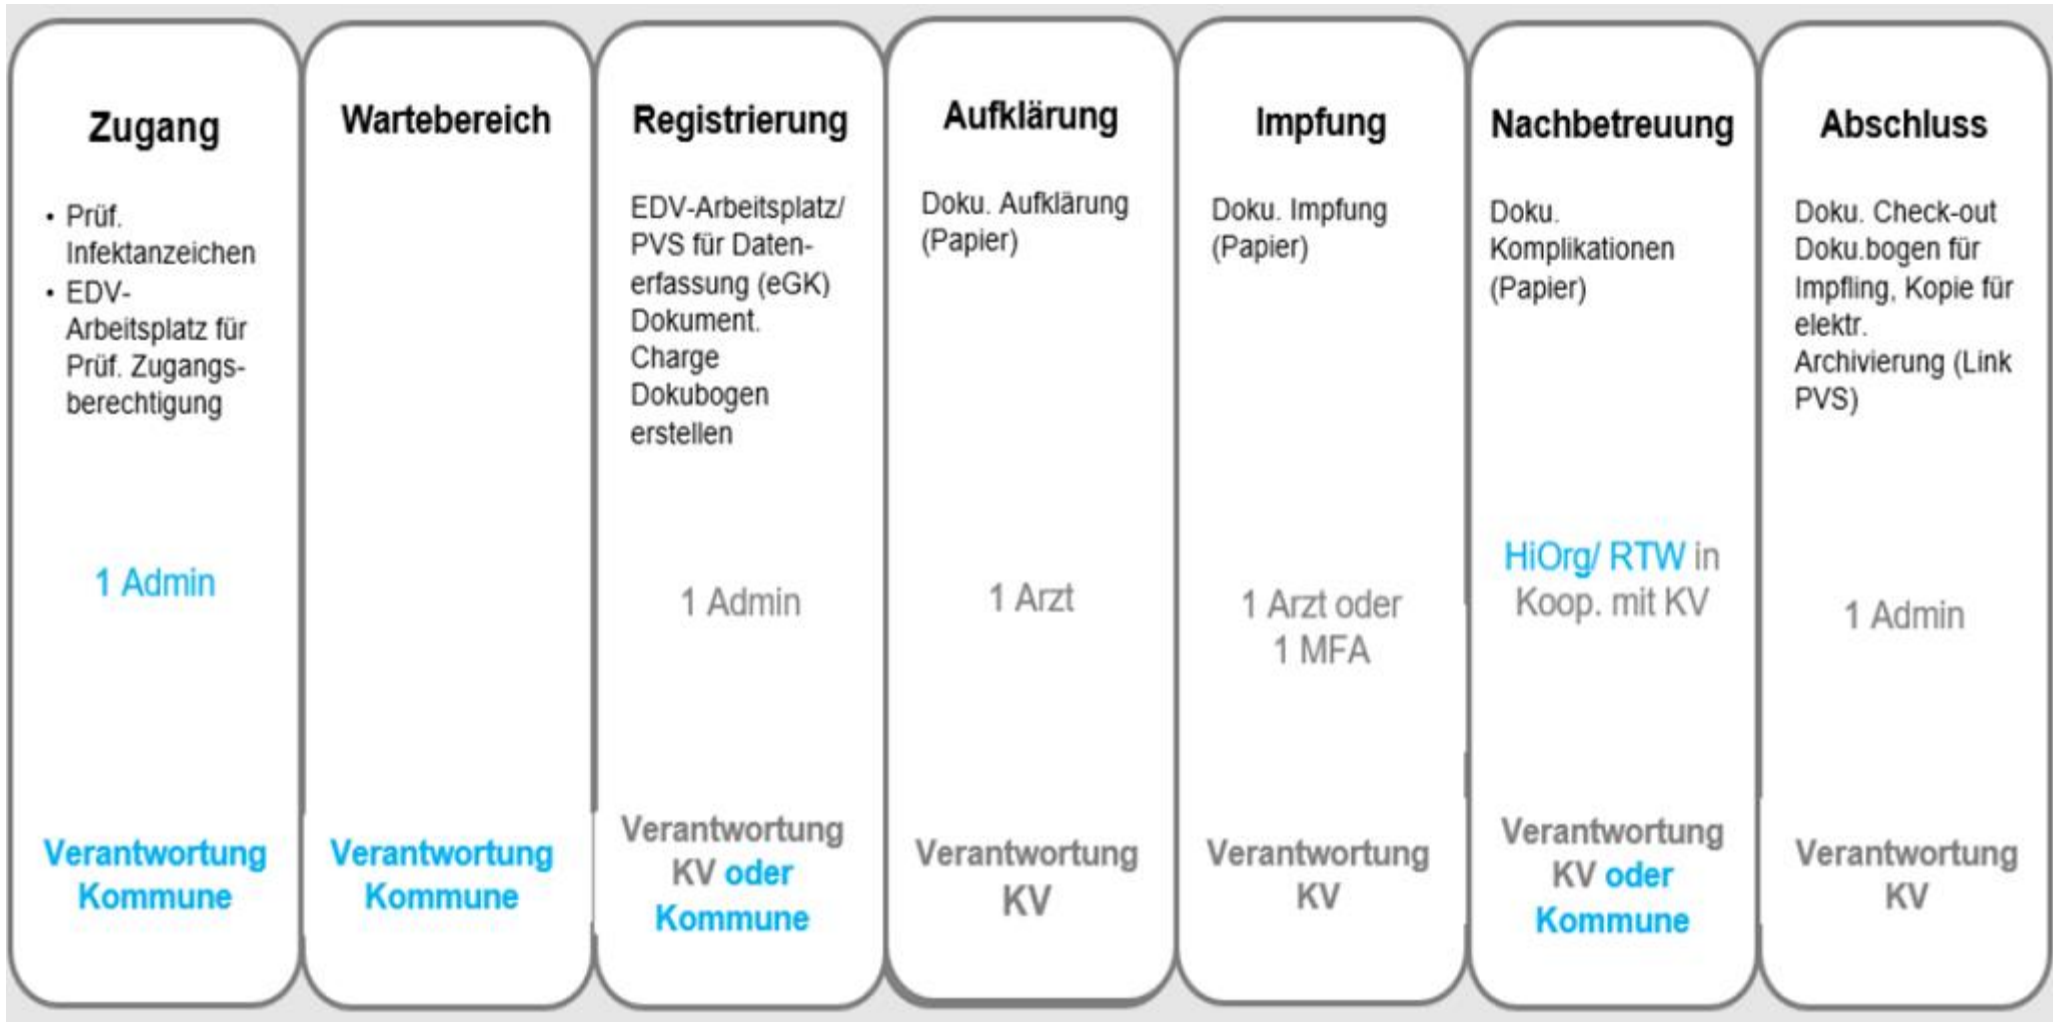 Zugang
• Prüf.
Infektanzeichen
• EDV-
Arbeitsplatz für
Prüf. Zugangs-
berechtigung
1 Admin
Verantwortung
Kommune
Wartebereich
Verantwortung
Kommune
Registrierung
EDV-Arbeitsplatz/
PVS für Daten-
erfassung (eGK)
Dokument.
Charge
Dokubogen
erstellen
1 Admin
Verantwortung
KV oder
Kommune
Aufklärung
Doku. Aufklärung
(Papier)
1 Arzt
Verantwortung
KV
Impfung
Doku. Impfung
(Papier)
1 Arzt oder
1 MFA
Verantwortung
KV
Nachbetreuung
Doku.
Komplikationen
(Papier)
HiOrg/ RTW in
Koop. mit KV
Verantwortung
KV oder
Kommune
Abschluss
Doku. Check-out
Doku.bogen für
Impfling, Kopie für
elektr.
Archivierung (Link
PVS)
1 Admin
Verantwortung
KV